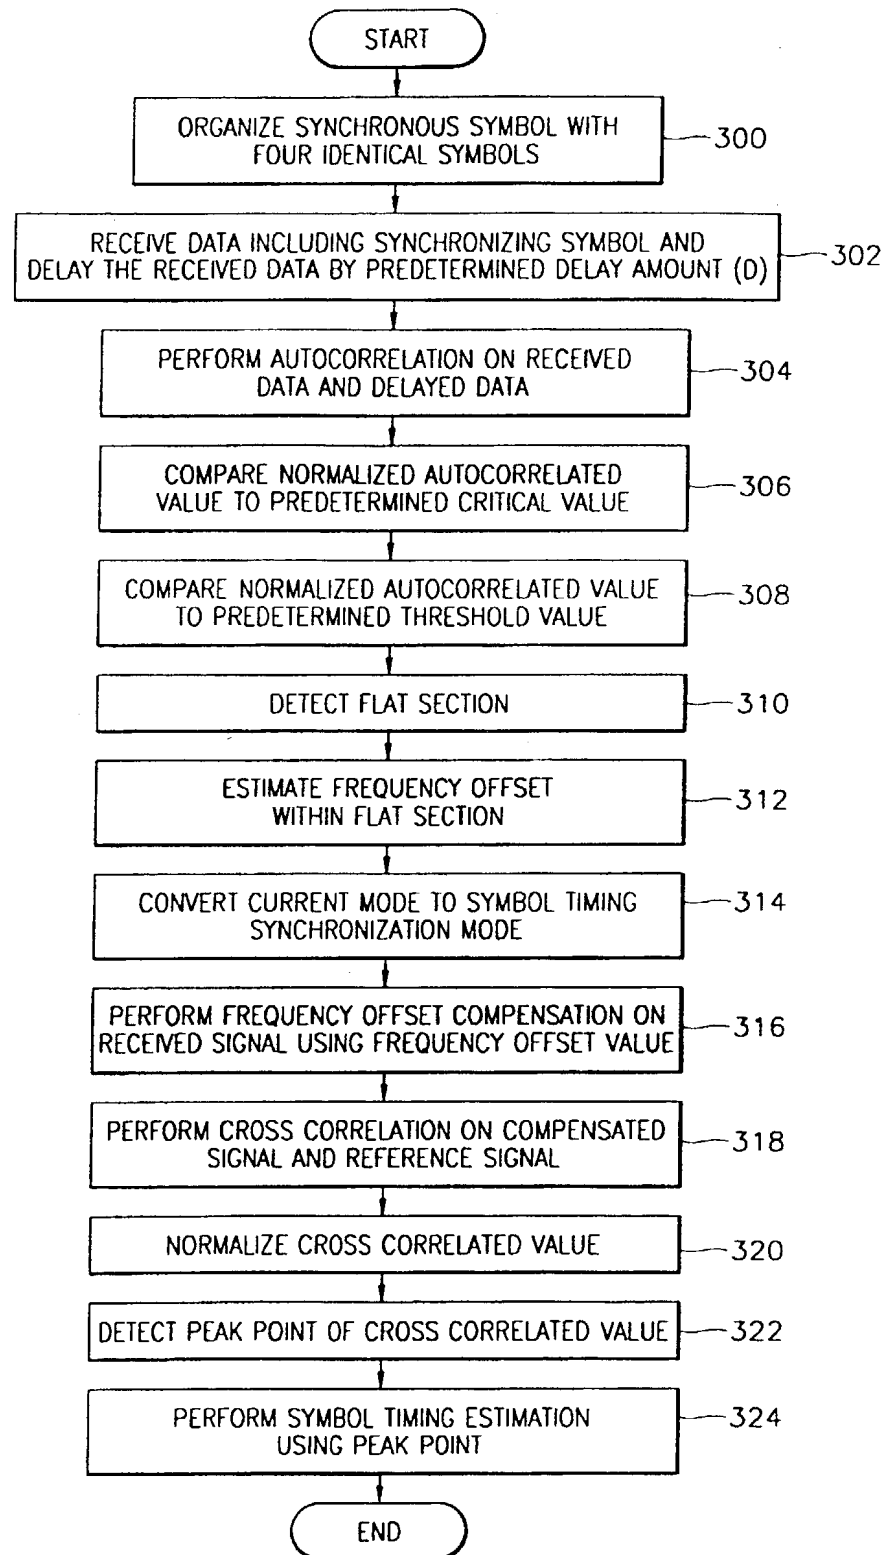 START
ORGANIZE SYNCHRONOUS SYMBOL WITH
FOUR IDENTICAL SYMBOLS
300
RECEIVE DATA INCLUDING SYNCHRONIZING SYMBOL AND
DELAY THE RECEIVED DATA BY PREDETERMINED DELAY AMOUNT (D)
302
PERFORM AUTOCORRELATION ON RECEIVED
DATA AND DELAYED DATA
304
COMPARE NORMALIZED AUTOCORRELATED
VALUE TO PREDETERMINED CRITICAL VALUE
306
COMPARE NORMALIZED AUTOCORRELATED VALUE
TO PREDETERMINED THRESHOLD VALUE
308
DETECT FLAT SECTION
310
ESTIMATE FREQUENCY OFFSET
WITHIN FLAT SECTION
312
CONVERT CURRENT MODE TO SYMBOL TIMING
SYNCHRONIZATION MODE
314
PERFORM FREQUENCY OFFSET COMPENSATION ON
RECEIVED SIGNAL USING FREQUENCY OFFSET VALUE
316
PERFORM CROSS CORRELATION ON COMPENSATED
SIGNAL AND REFERENCE SIGNAL
318
NORMALIZE CROSS CORRELATED VALUE
320
DETECT PEAK POINT OF CROSS CORRELATED VALUE
322
PERFORM SYMBOL TIMING ESTIMATION
USING PEAK POINT
324
END